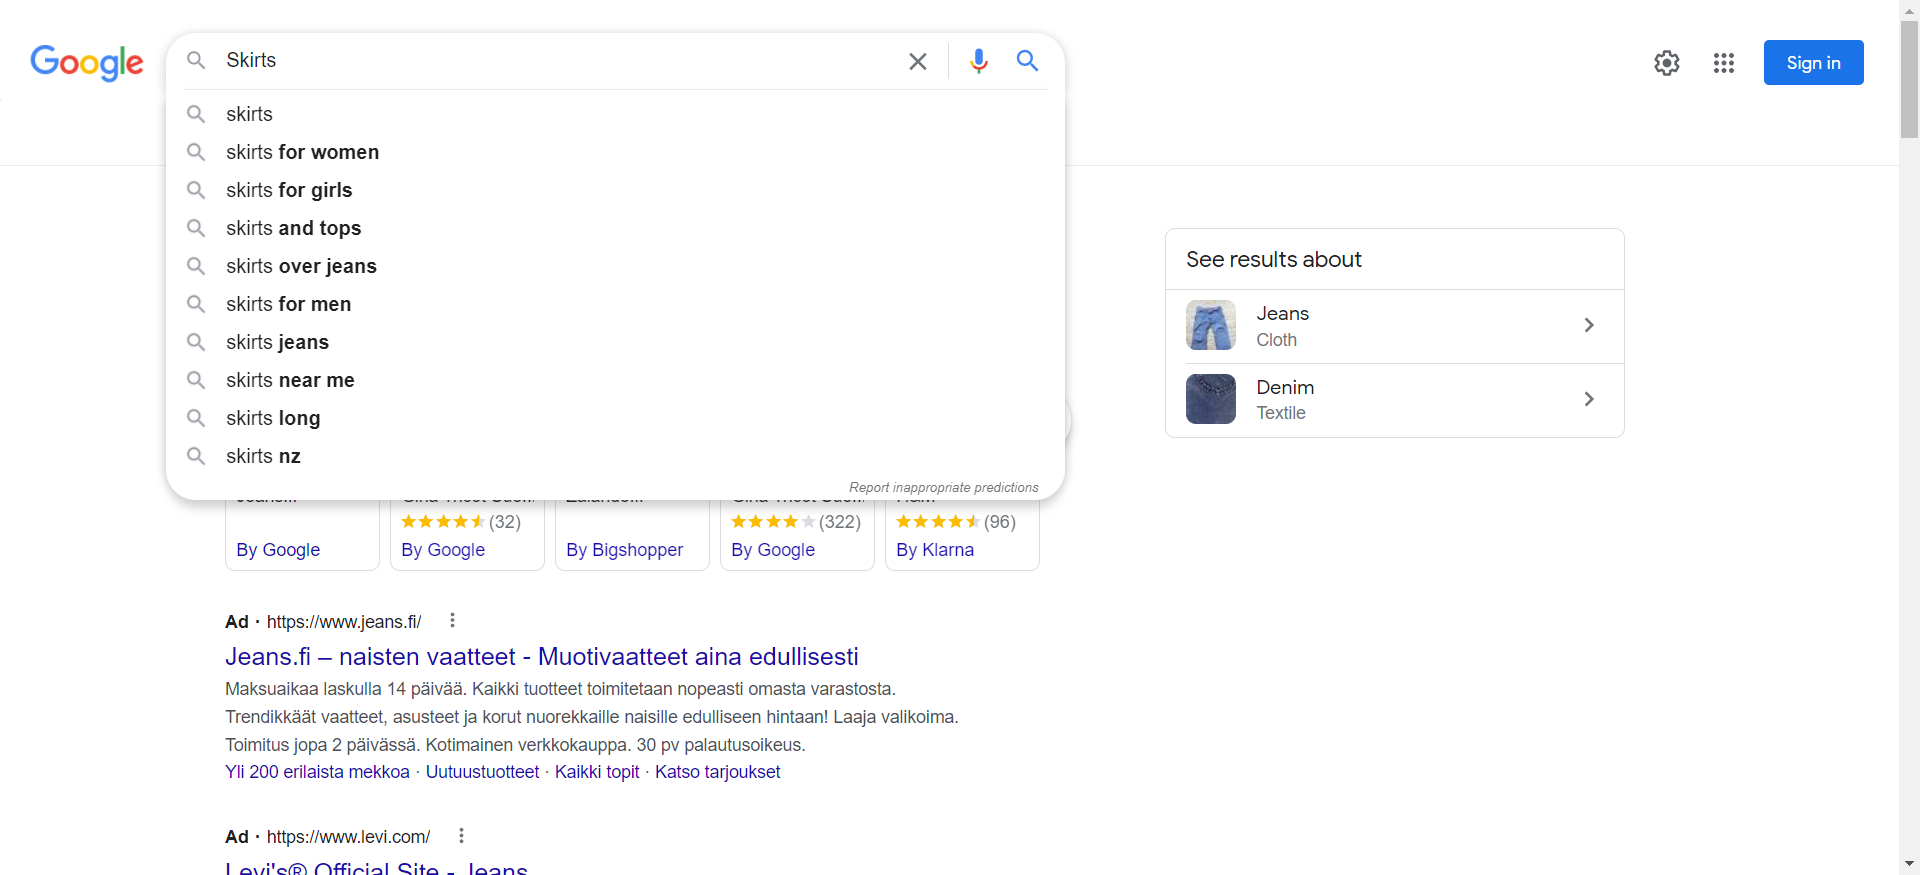 Google
Skirts
Sign in
skirts
skirts for women
skirts for girls
skirts and tops
skirts over jeans
skirts for men
skirts jeans
skirts near me
skirts long
skirts nz
Report inappropriate predictions
See results about
Jeans
Cloth
Denim
Textile
(32)
(322)
(96)
By Google
By Google
By Bigshopper
By Google
By Klarna
Ad · https://www.jeans.fi/
Jeans.fi – naisten vaatteet - Muotivaatteet aina edullisesti
Maksuaikaa laskulla 14 päivää. Kaikki tuotteet toimitetaan nopeasti omasta varastosta.
Trendikkäät vaatteet, asusteet ja korut nuorekkaille naisille edulliseen hintaan! Laaja valikoima.
Toimitus jopa 2 päivässä. Kotimainen verkkokauppa. 30 pv palautusoikeus.
Yli 200 erilaista mekkoa · Uutuustuotteet · Kaikki topit · Katso tarjoukset
Ad · https://www.levi.com/
Levi's® Official Site - Jeans